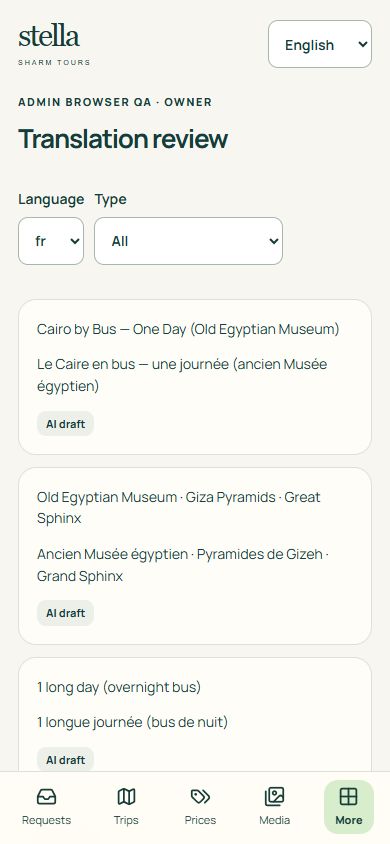 stella
SHARM TOURS
English
ADMIN BROWSER QA · OWNER
Translation review
Language Type
fr All
Cairo by Bus — One Day (Old Egyptian Museum)
Le Caire en bus — une journée (ancien Musée
égyptien)
AI draft
Old Egyptian Museum · Giza Pyramids · Great
Sphinx
Ancien Musée égyptien · Pyramides de Gizeh ·
Grand Sphinx
AI draft
1 long day (overnight bus)
1 longue journée (bus de nuit)
AI draft
Requests Trips Prices Media More